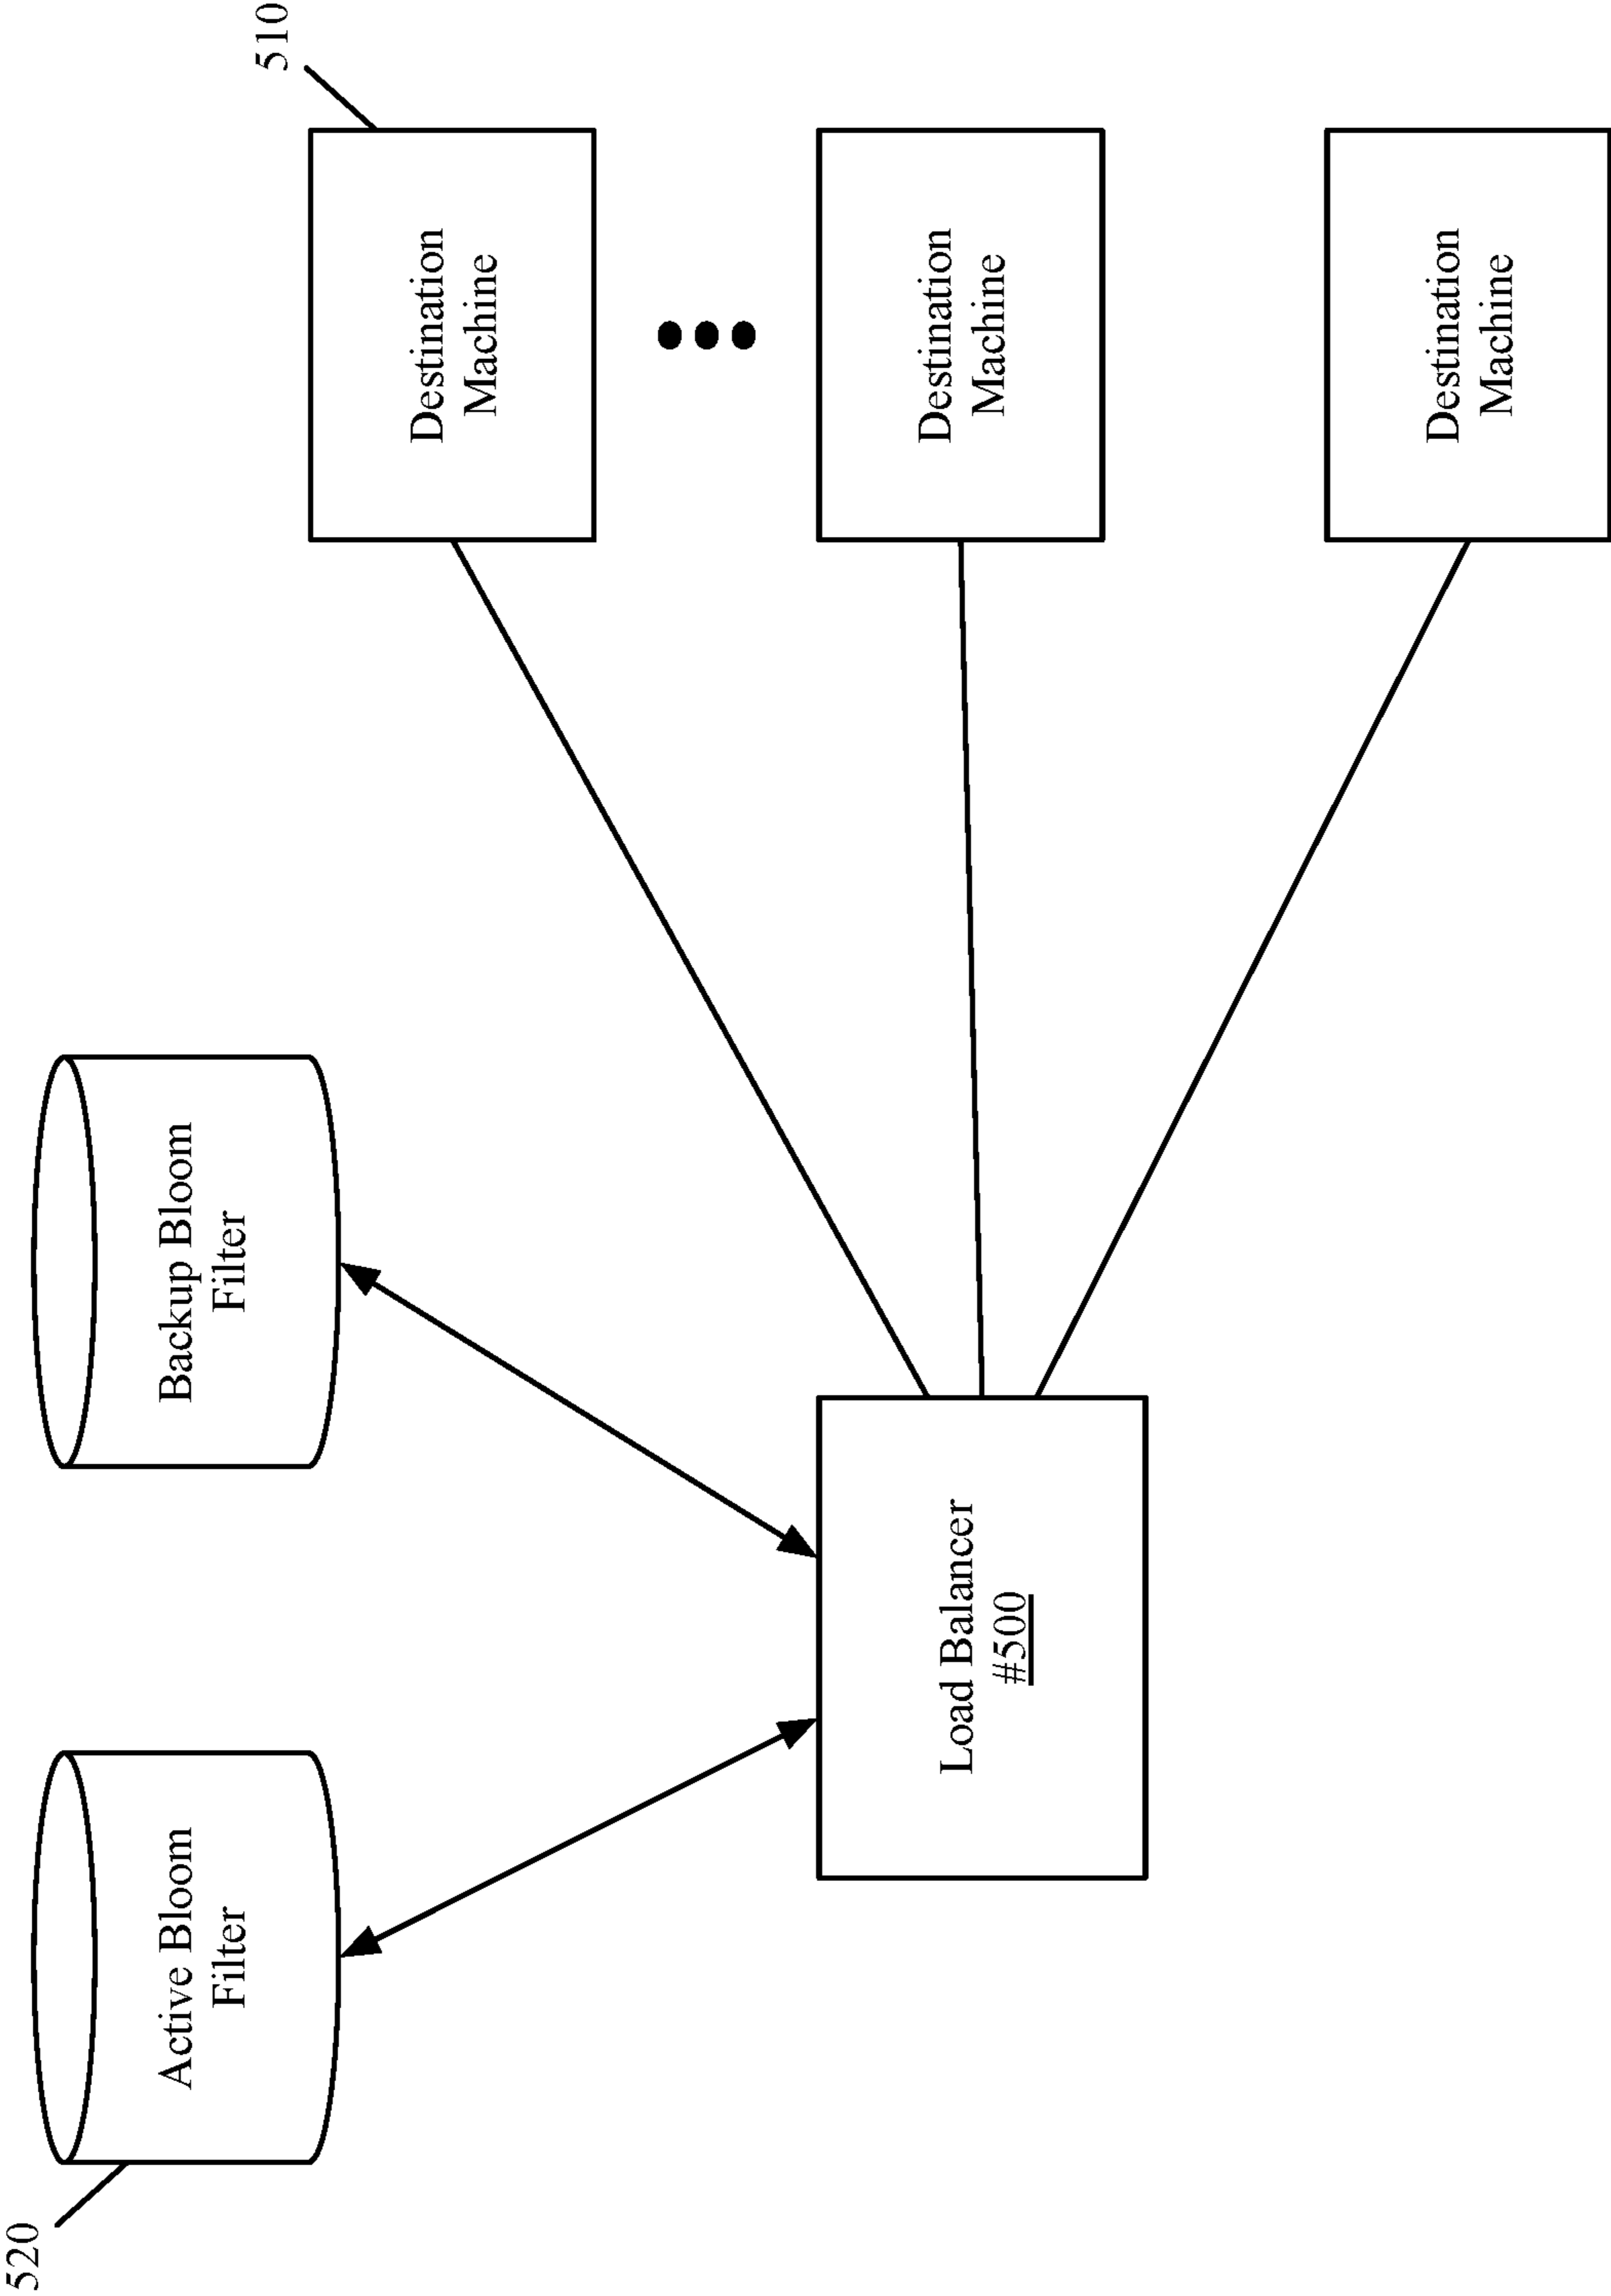 520
Active Bloom
Filter
Backup Bloom
Filter
510
Destination
Machine
Load Balancer
#500
Destination
Machine
Destination
Machine